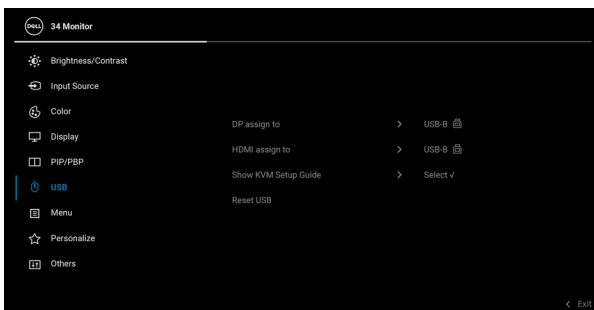 DELL 34 Monitor
Brightness/Contrast
Input Source
Color
DP assign to > USB-B
Display
HDMI assign to > USB-B
PIP/PBP
Show KVM Setup Guide > Select √
USB
Reset USB
Menu
Personalize
Others
< Exit